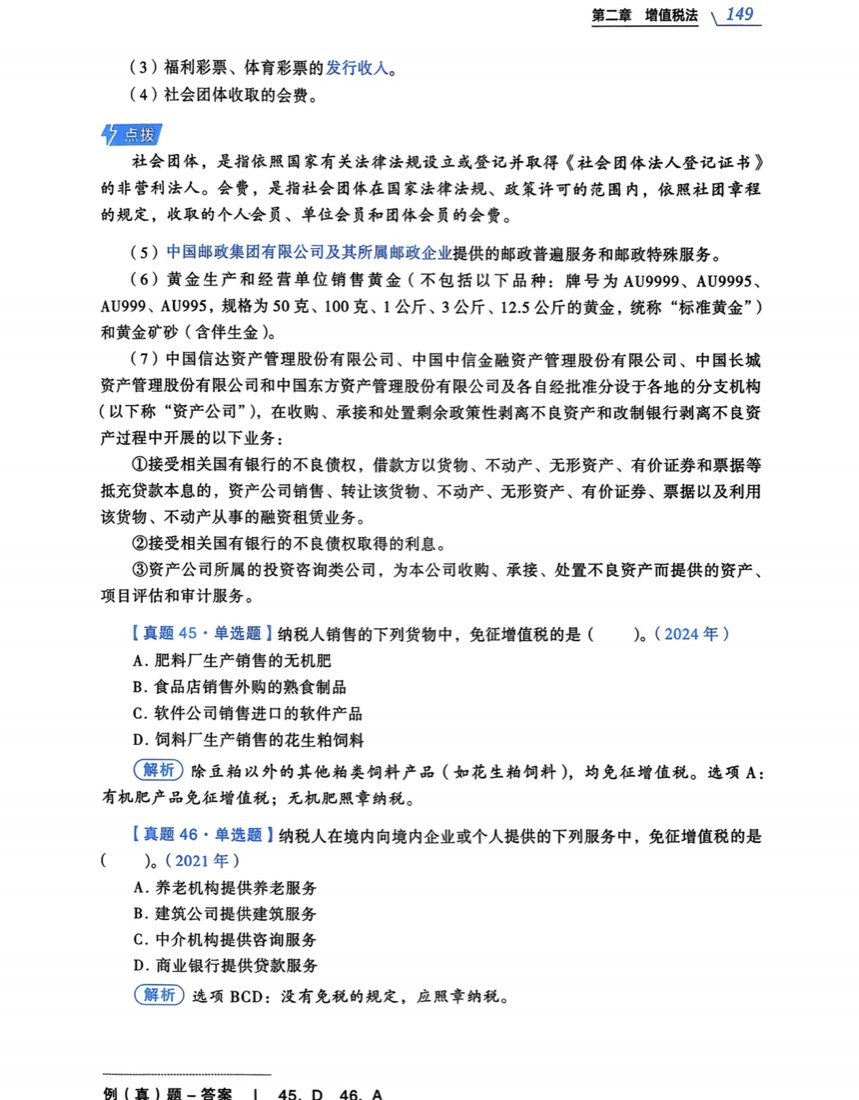 第二章 增值税法 149
（3）福利彩票、体育彩票的发行收入。
（4）社会团体收取的会费。
点拨
社会团体，是指依照国家有关法律法规设立或登记并取得《社会团体法人登记证书》
的非营利法人。会费，是指社会团体在国家法律法规、政策许可的范围内，依照社团章程
的规定，收取的个人会员、单位会员和团体会员的会费。
（5）中国邮政集团有限公司及其所属邮政企业提供的邮政普遍服务和邮政特殊服务。
（6）黄金生产和经营单位销售黄金（不包括以下品种：牌号为 AU9999、AU9995、
AU999、AU995，规格为 50 克、100 克、1 公斤、3 公斤、12.5 公斤的黄金，统称“标准黄金”）
和黄金矿砂（含伴生金）。
（7）中国信达资产管理股份有限公司、中国中信金融资产管理股份有限公司、中国长城
资产管理股份有限公司和中国东方资产管理股份有限公司及各自经批准分设于各地的分支机构
（以下称“资产公司”），在收购、承接和处置剩余政策性剥离不良资产和改制银行剥离不良资
产过程中开展的以下业务：
①接受相关国有银行的不良债权，借款方以货物、不动产、无形资产、有价证券和票据等
抵充贷款本息的，资产公司销售、转让该货物、不动产、无形资产、有价证券、票据以及利用
该货物、不动产从事的融资租赁业务。
②接受相关国有银行的不良债权取得的利息。
③资产公司所属的投资咨询类公司，为本公司收购、承接、处置不良资产而提供的资产、
项目评估和审计服务。
【真题 45·单选题】纳税人销售的下列货物中，免征增值税的是（  ）。（2024 年）
A. 肥料厂生产销售的无机肥
B. 食品店销售外购的熟食制品
C. 软件公司销售进口的软件产品
D. 饲料厂生产销售的花生粕饲料
解析 除豆粕以外的其他粕类饲料产品（如花生粕饲料），均免征增值税。选项 A：
有机肥产品免征增值税；无机肥照章纳税。
【真题 46·单选题】纳税人在境内向境内企业或个人提供的下列服务中，免征增值税的是
（  ）。（2021 年）
A. 养老机构提供养老服务
B. 建筑公司提供建筑服务
C. 中介机构提供咨询服务
D. 商业银行提供贷款服务
解析 选项 BCD：没有免税的规定，应照章纳税。
例（真）题－答案 | 45. D 46. A